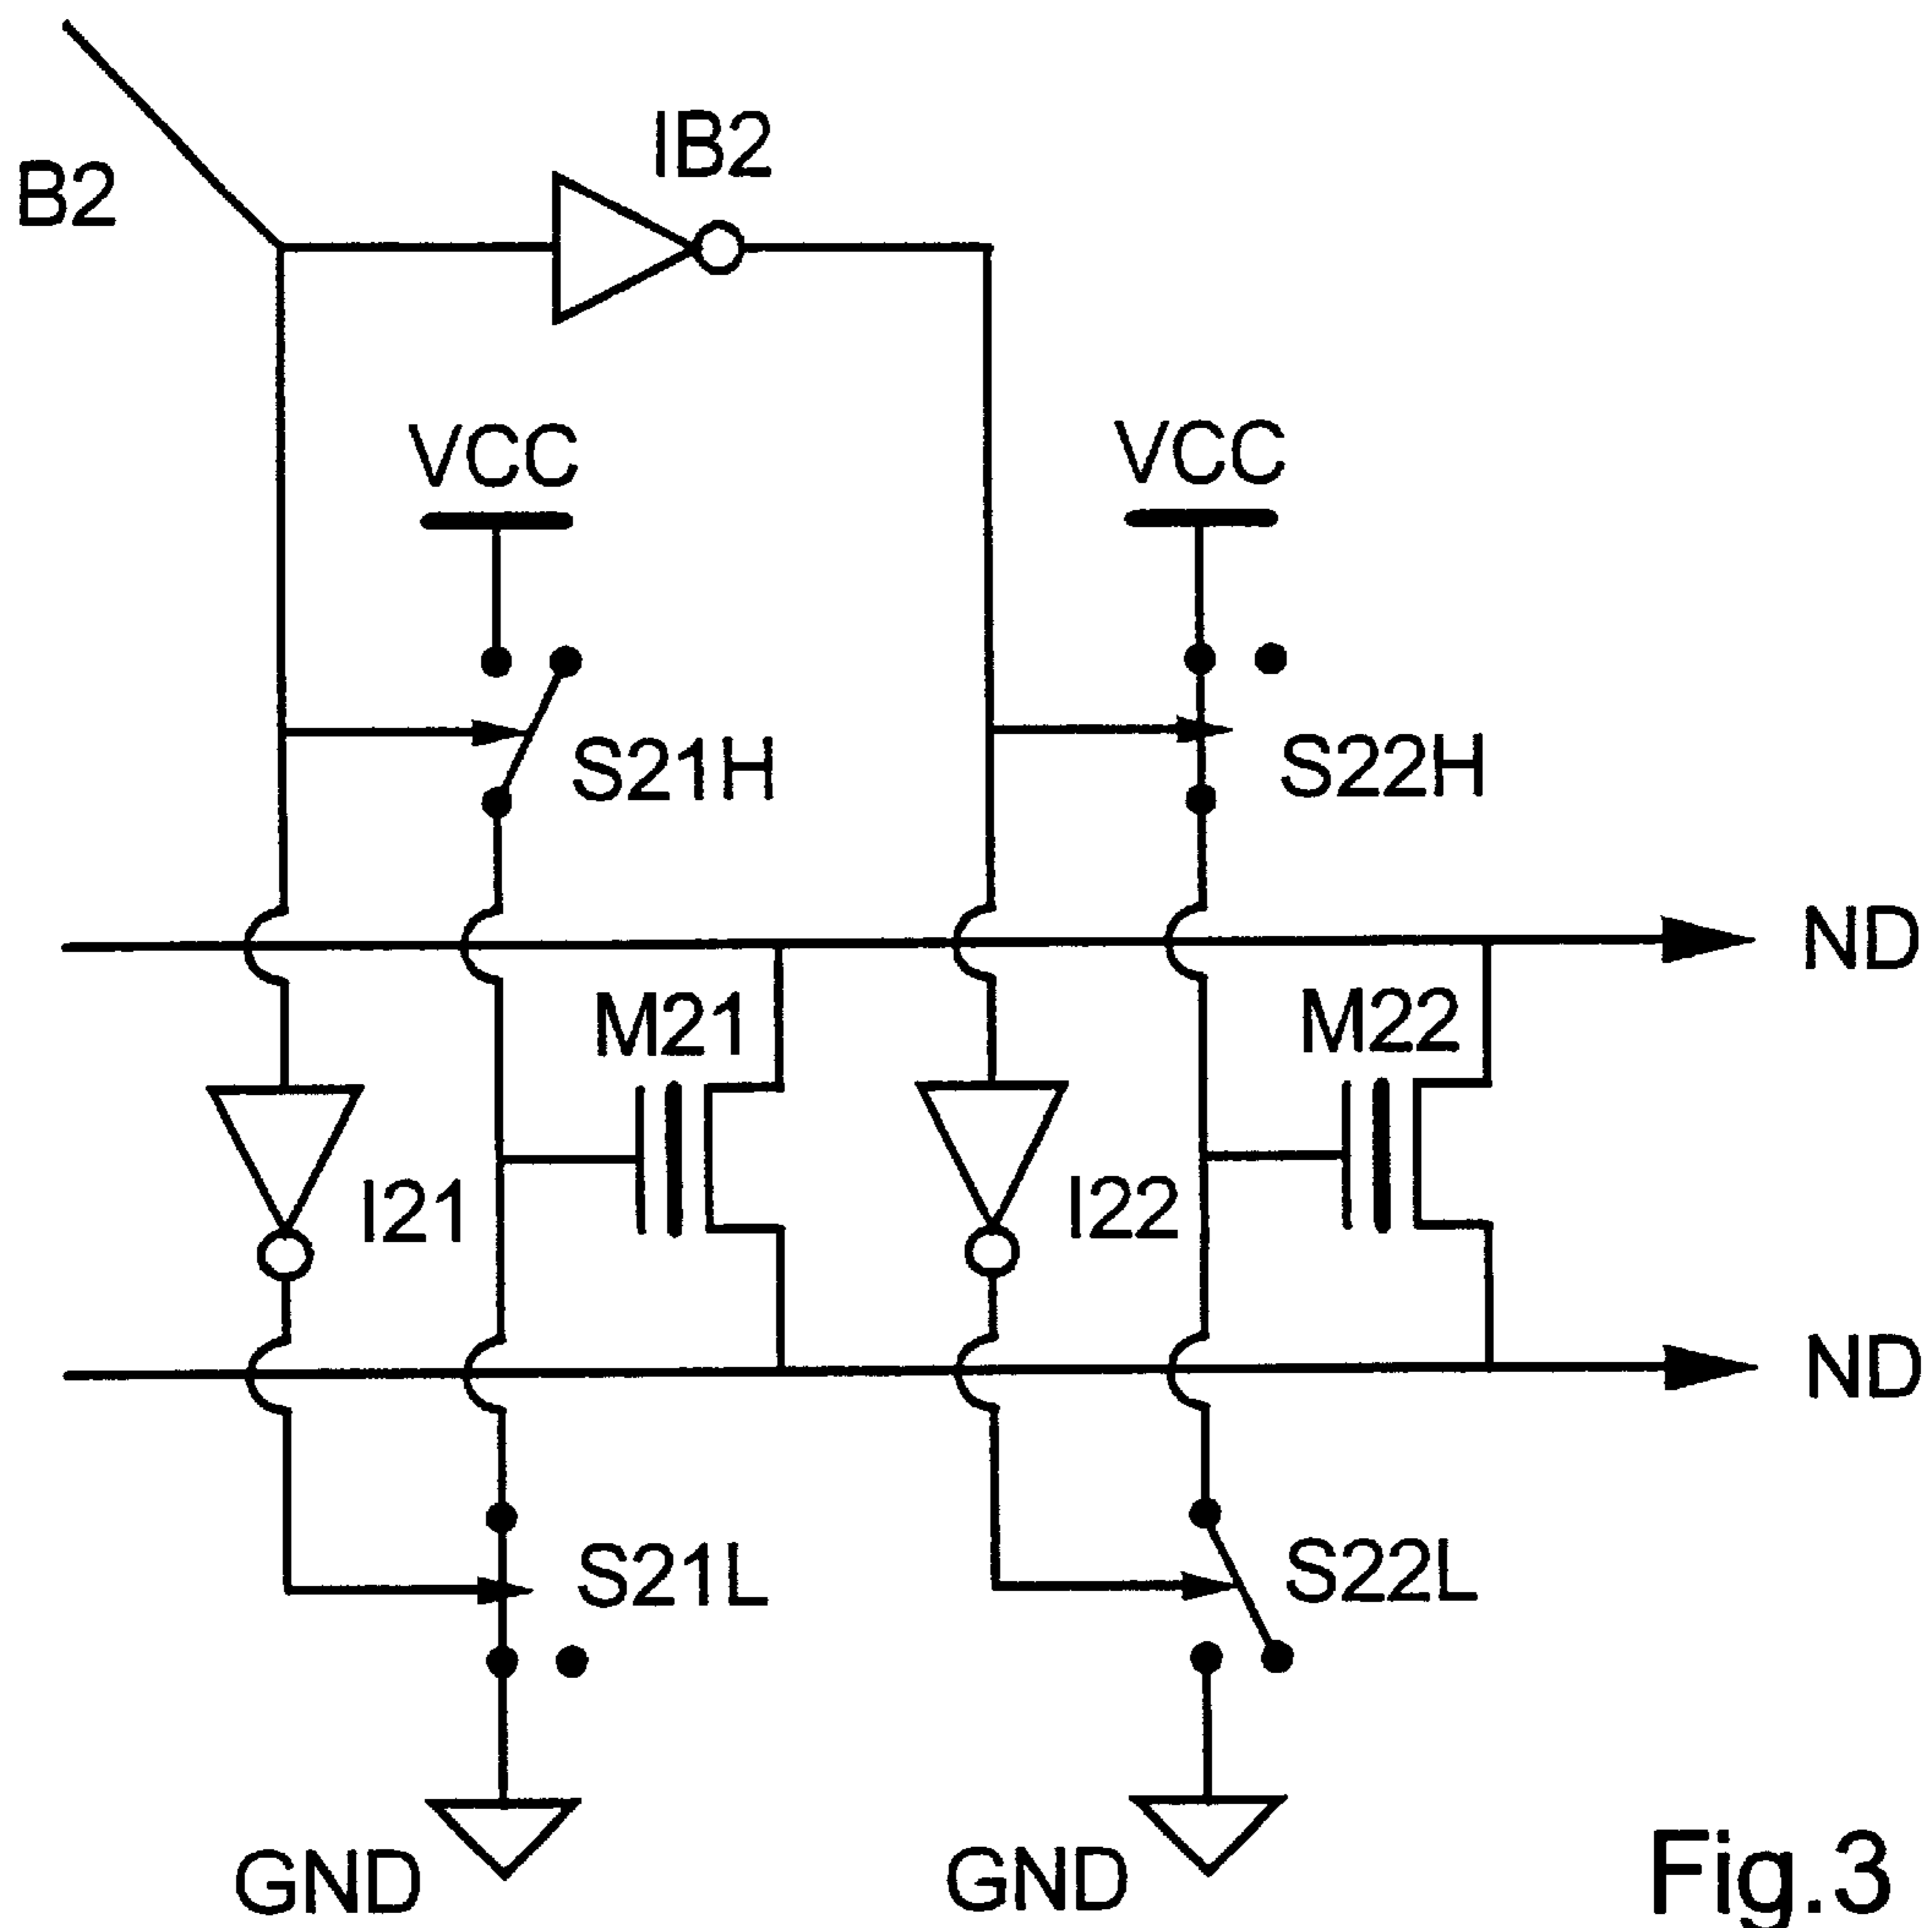 IB2
B2
VCC VCC
S21H S22H
ND
M21 M22
I21 I22
ND
S21L S22L
GND GND
Fig.3